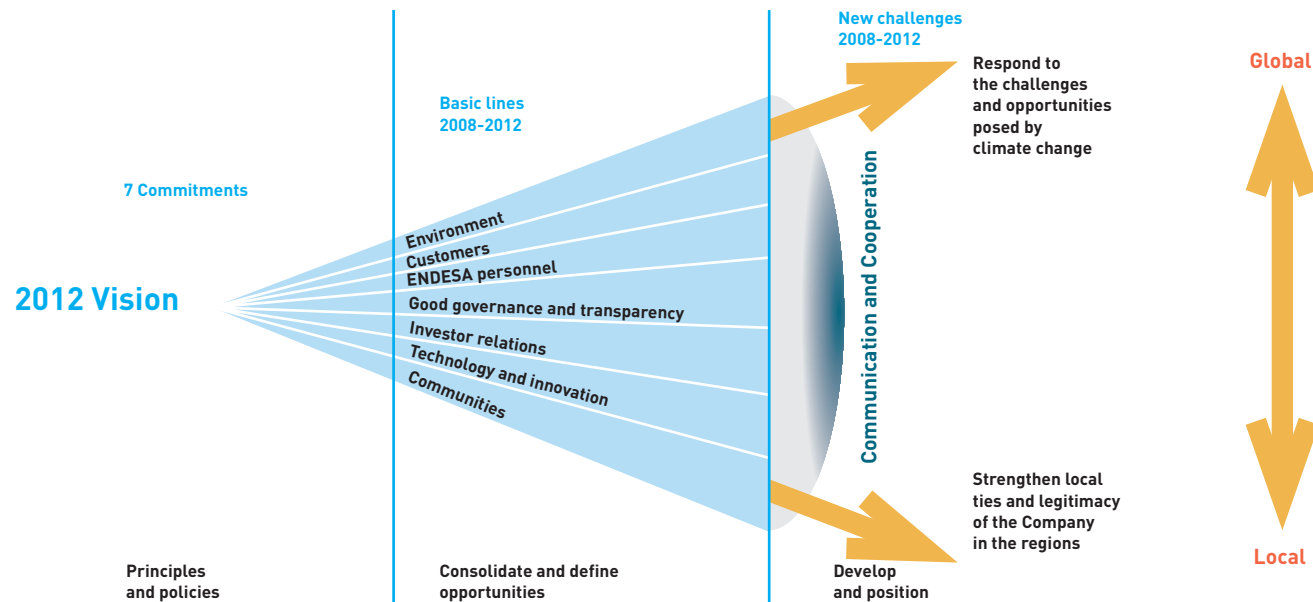 New challenges
2008-2012
Respond to
the challenges
and opportunities
posed by
climate change
Global
Basic lines
2008-2012
7 Commitments
2012 Vision
Environment
Customers
ENDESA personnel
Good governance and transparency
Investor relations
Technology and innovation
Communities
Communication and Cooperation
Strengthen local
ties and legitimacy
of the Company
in the regions
Local
Principles
and policies
Consolidate and define
opportunities
Develop
and position